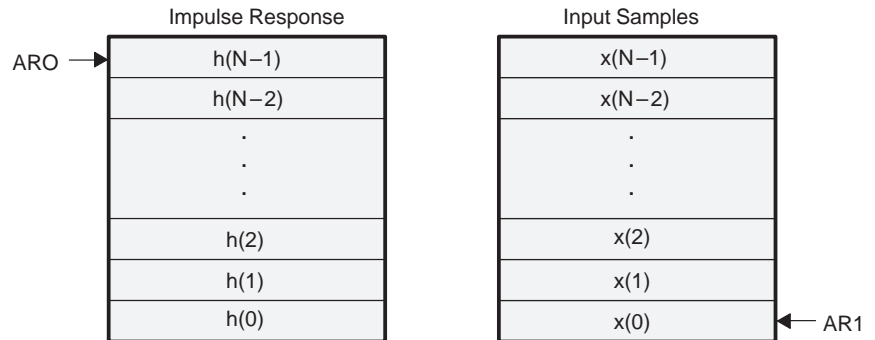 Impulse Response
ARO
h(N–1)
h(N–2)
.
.
.
h(2)
h(1)
h(0)
Input Samples
x(N–1)
x(N–2)
.
.
.
x(2)
x(1)
x(0)
AR1